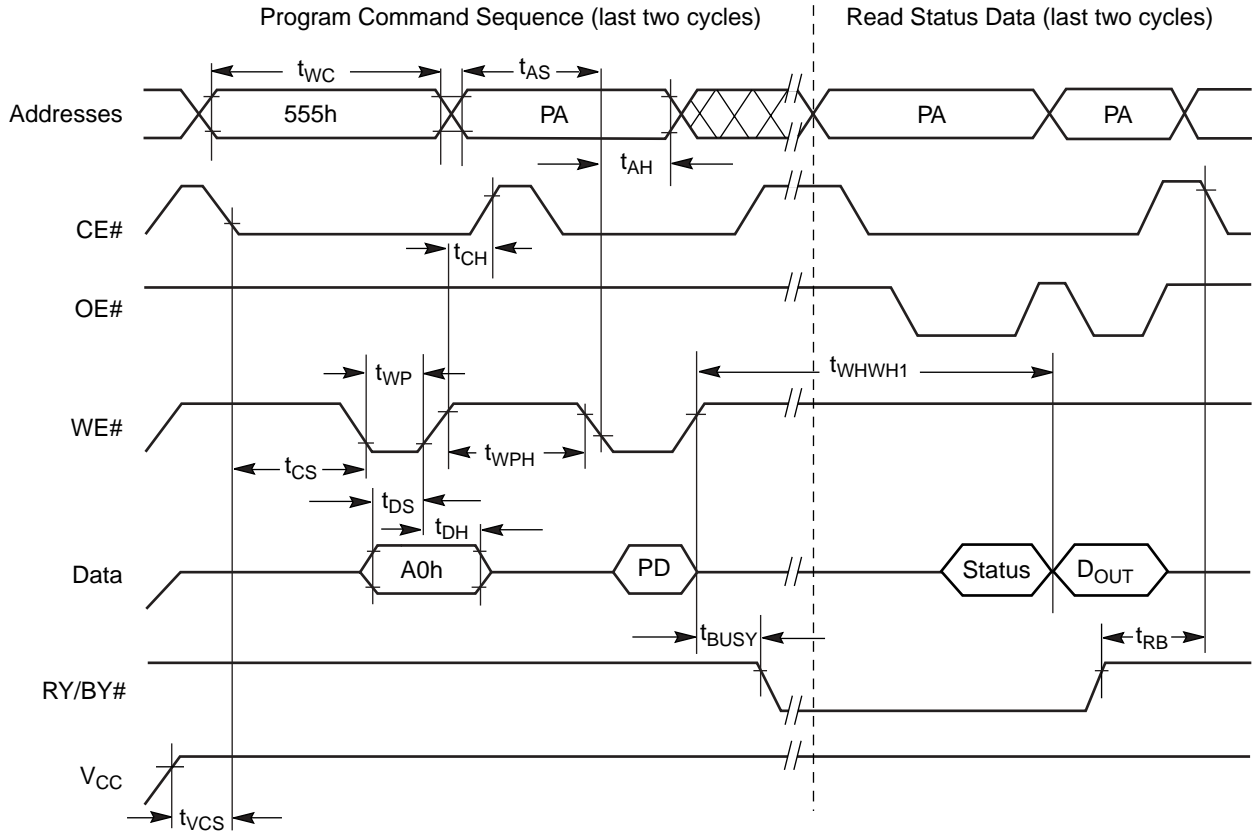 Program Command Sequence (last two cycles) Read Status Data (last two cycles)
tWC tAS
Addresses 555h PA PA PA
tAH
CE#
tCH
OE#
tWHWH1
tWP
WE#
tWPH
tCS
tDS
tDH
Data A0h PD Status DOUT
tBUSY tRB
RY/BY#
VCC
tVCS